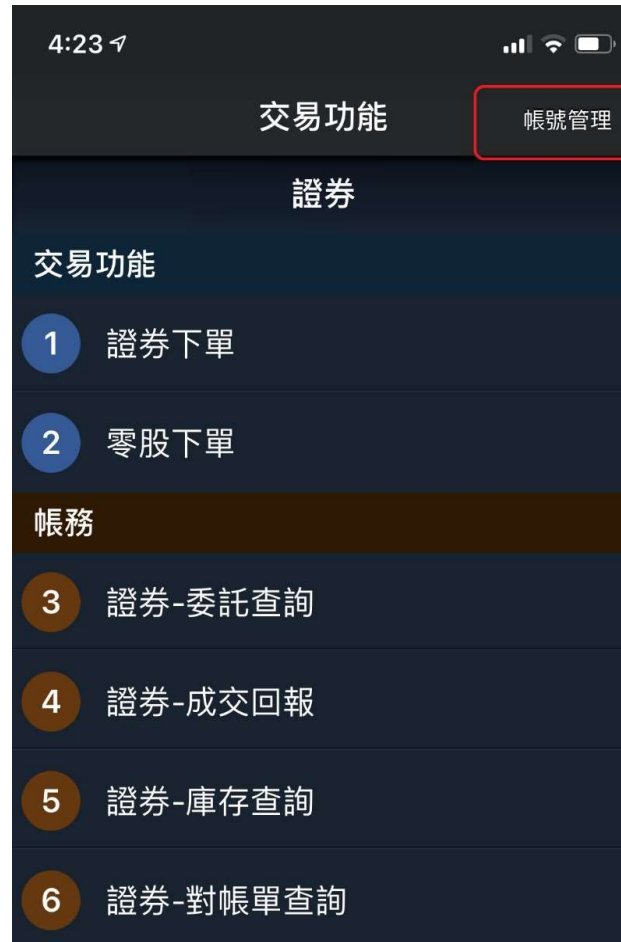 4:23
交易功能 帳號管理
證券
交易功能
1 證券下單
2 零股下單
帳務
3 證券-委託查詢
4 證券-成交回報
5 證券-庫存查詢
6 證券-對帳單查詢